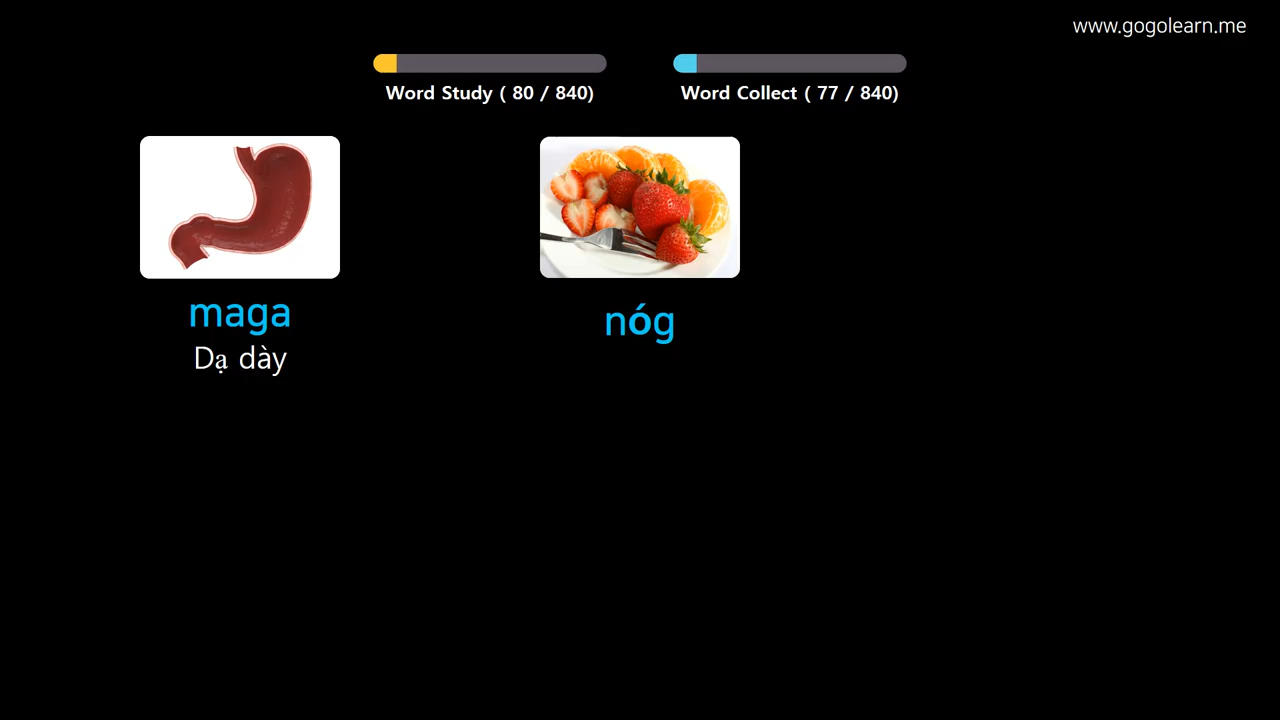 www.gogolearn.me
Word Study ( 80 / 840)
Word Collect ( 77 / 840)
maga
Dạ dày
nóg